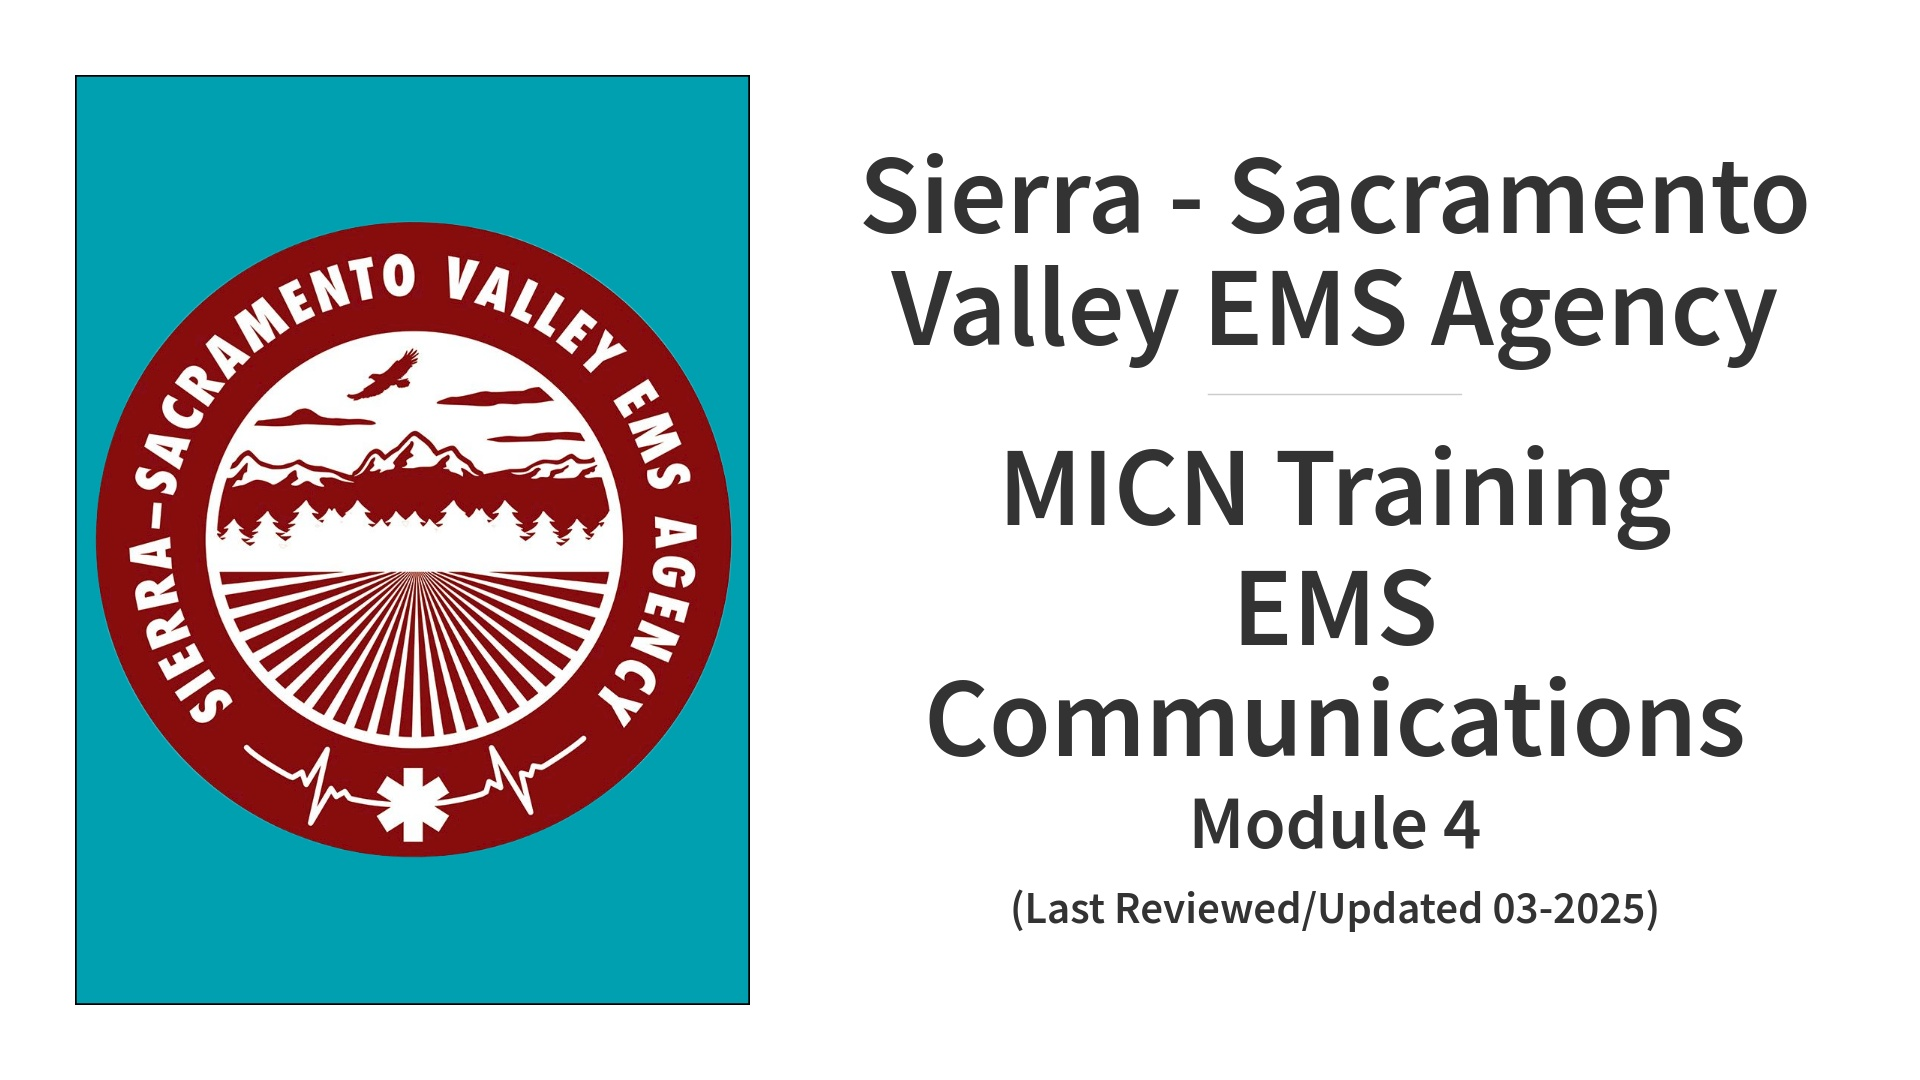 SIERRA–SACRAMENTO VALLEY EMS AGENCY
Sierra - Sacramento
Valley EMS Agency
MICN Training
EMS
Communications
Module 4
(Last Reviewed/Updated 03-2025)